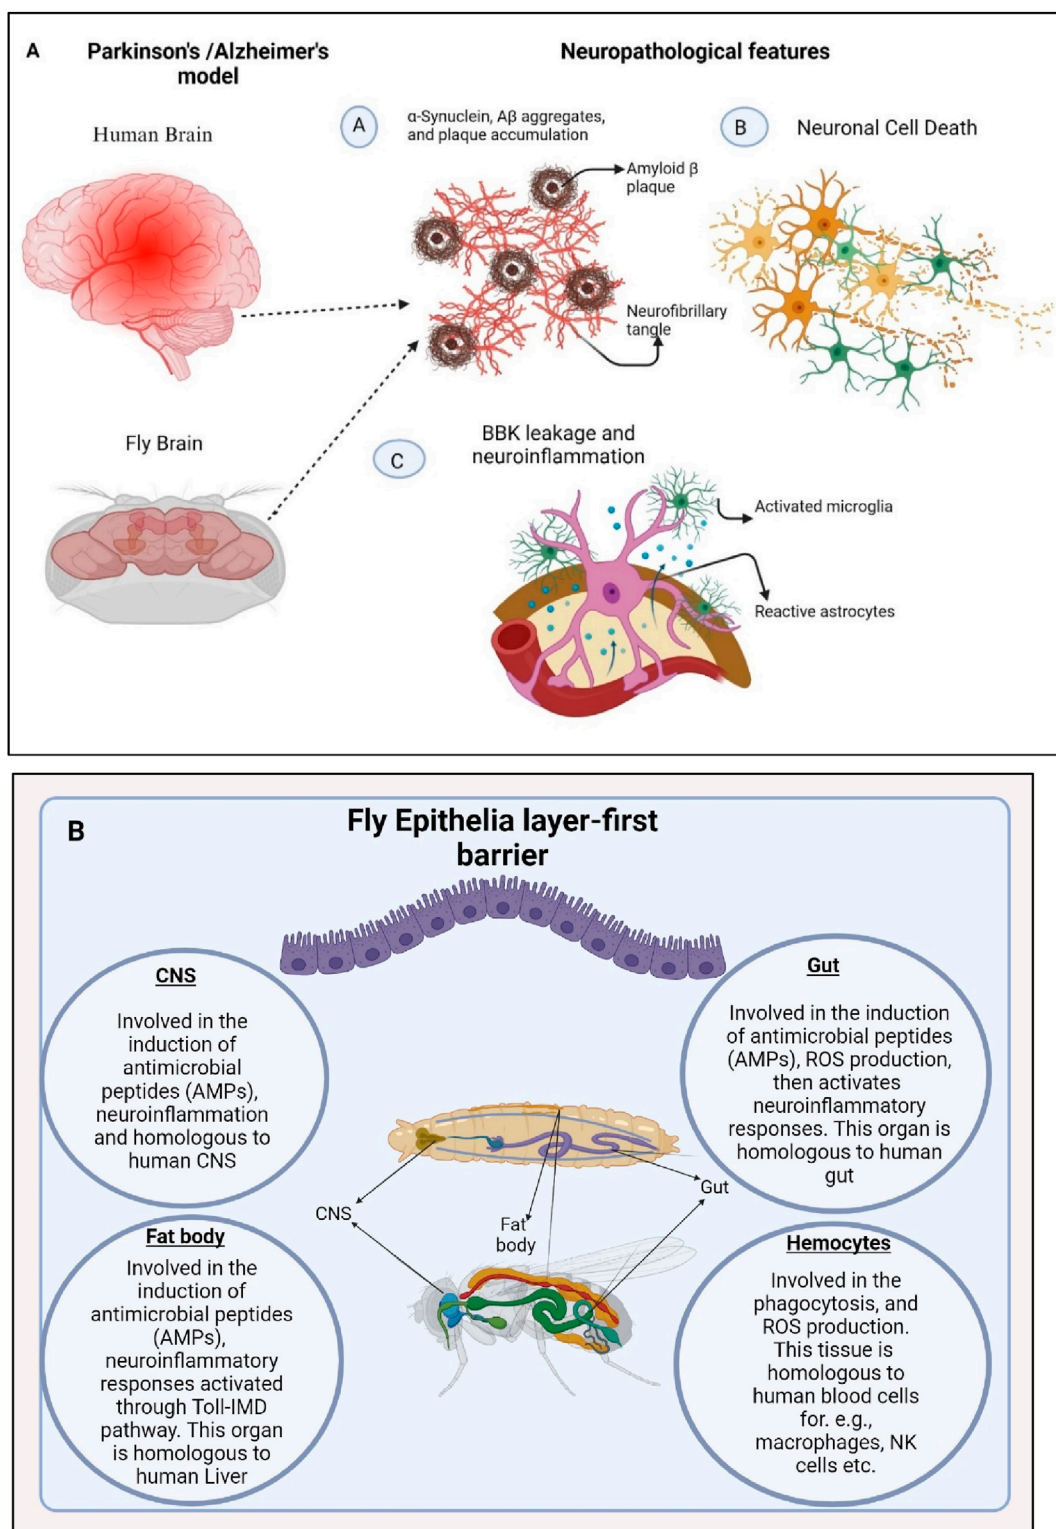 A
Parkinson's /Alzheimer's
model
Neuropathological features
Human Brain
A
α-Synuclein, Aβ aggregates,
and plaque accumulation
Amyloid β
plaque
Neurofibrillary
tangle
B
Neuronal Cell Death
Fly Brain
C
BBK leakage and
neuroinflammation
Activated microglia
Reactive astrocytes
B
Fly Epithelia layer-first
barrier
CNS
Involved in the
induction of
antimicrobial
peptides (AMPs),
neuroinflammation
and homologous to
human CNS
Gut
Involved in the induction
of antimicrobial peptides
(AMPs), ROS production,
then activates
neuroinflammatory
responses. This organ is
homologous to human
gut
CNS
Fat
body
Gut
Fat body
Involved in the
induction of
antimicrobial peptides
(AMPs),
neuroinflammatory
responses activated
through Toll-IMD
pathway. This organ
is homologous to
human Liver
Hemocytes
Involved in the
phagocytosis, and
ROS production.
This tissue is
homologous to
human blood cells
for. e.g.,
macrophages, NK
cells etc.